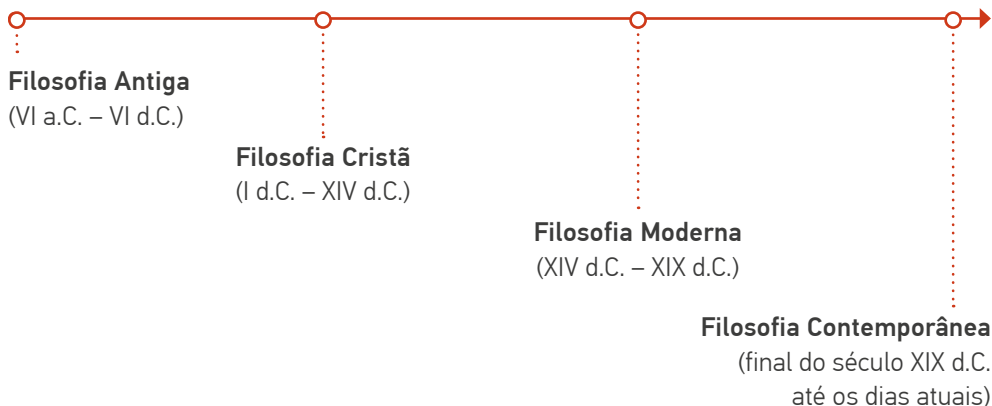 Filosofia Antiga
(VI a.C. – VI d.C.)
Filosofia Cristã
(I d.C. – XIV d.C.)
Filosofia Moderna
(XIV d.C. – XIX d.C.)
Filosofia Contemporânea
(final do século XIX d.C.
até os dias atuais)